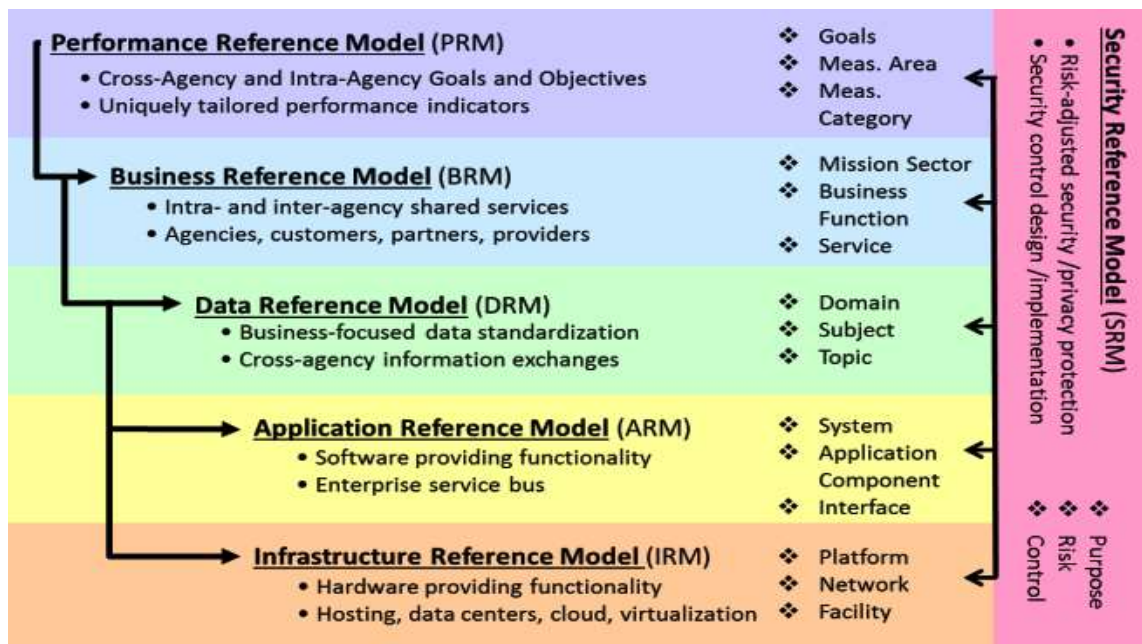 Performance Reference Model (PRM)
• Cross-Agency and Intra-Agency Goals and Objectives
• Uniquely tailored performance indicators
❖ Goals
❖ Meas. Area
❖ Meas.
Category
Business Reference Model (BRM)
• Intra- and inter-agency shared services
• Agencies, customers, partners, providers
❖ Mission Sector
❖ Business
Function
❖ Service
Data Reference Model (DRM)
• Business-focused data standardization
• Cross-agency information exchanges
❖ Domain
❖ Subject
❖ Topic
Application Reference Model (ARM)
• Software providing functionality
• Enterprise service bus
❖ System
❖ Application
Component
❖ Interface
Infrastructure Reference Model (IRM)
• Hardware providing functionality
• Hosting, data centers, cloud, virtualization
❖ Platform
❖ Network
❖ Facility
Security Reference Model (SRM)
• Risk-adjusted security /privacy protection
• Security control design /implementation
❖ Purpose
❖ Risk
❖ Control